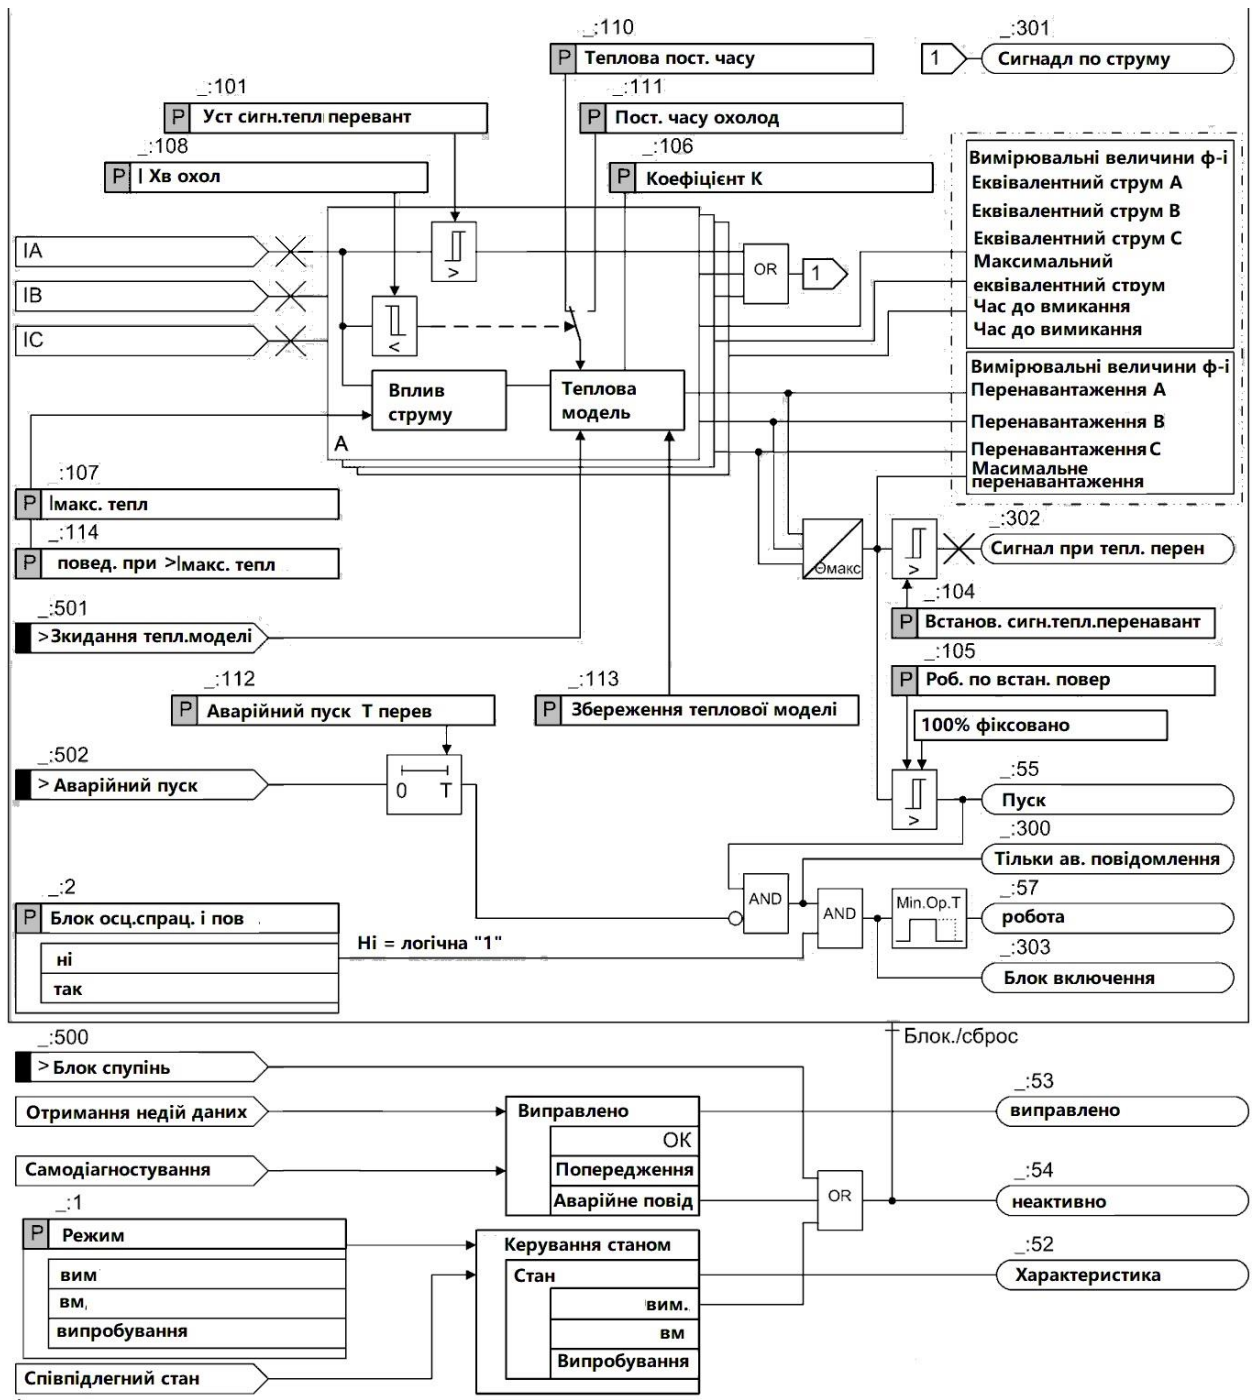 _:110
_:301
P Теплова пост. часу
1 Сигнадл по струму
_:101
_:111
P Уст сигн.тепл перевант
P Пост. часу охолод
_:108
_:106
P І Хв охол
P Коефіцієнт К
Вимірювальні величини ф-і
Еквівалентний струм А
Еквівалентний струм В
Еквівалентний струм С
Максимальний
еквівалентний струм
Час до вмикання
Час до вимикання
IA
IB
IC
>
<
OR
1
Вплив
струму
Теплова
модель
A
Вимірювальні величини ф-і
Перенавантаження А
Перенавантаження В
Перенавантаження С
Масимальне
перенавантаження
_:107
P Імакс. тепл
_:114
P повед. при >Імакс. тепл
Θмакс
>
_:302
Сигнал при тепл. перен
_:104
P Встанов. сигн.тепл.перенавант
_:501
>Зкидання тепл.моделі
_:105
P Роб. по встан. повер
100% фіксовано
_:112
P Аварійний пуск Т перев
_:113
P Збереження теплової моделі
_:502
> Аварійний пуск
0 T
>
_:55
Пуск
_:300
Тільки ав. повідомлення
_:2
P Блок осц.спрац. і пов
ні
так
Ні = логічна "1"
AND
AND
Min.Op.T
_:57
робота
_:303
Блок включення
Блок./сброс
_:500
> Блок спупінь
Отримання недій даних
Самодіагностування
Виправлено
ОК
Попередження
Аварійне повід
OR
_:53
виправлено
_:54
неактивно
_:1
P Режим
вим
вм,
випробування
Співпідлегний стан
Керування станом
Стан
вим.
вм
Випробування
_:52
Характеристика